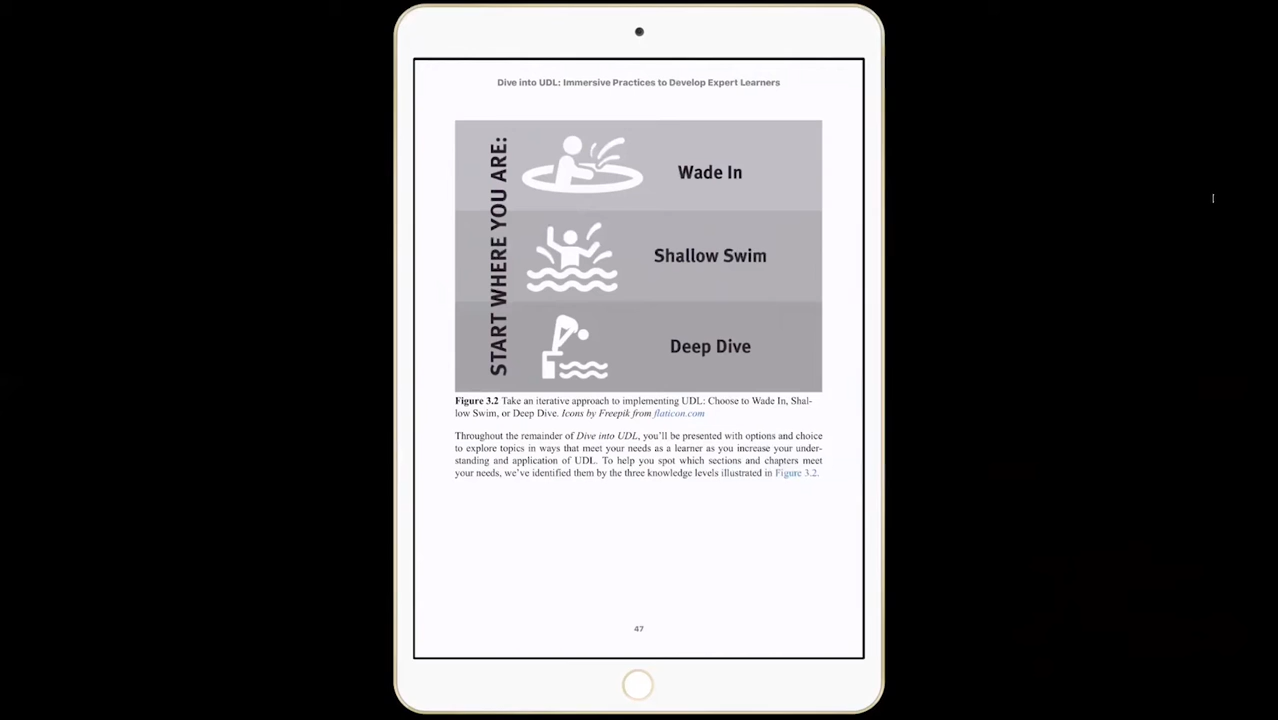 Dive into UDL: Immersive Practices to Develop Expert Learners
START WHERE YOU ARE:
Wade In
Shallow Swim
Deep Dive
Figure 3.2 Take an iterative approach to implementing UDL: Choose to Wade In, Shal-
low Swim, or Deep Dive. Icons by Freepik from flaticon.com
Throughout the remainder of Dive into UDL, you'll be presented with options and choice
to explore topics in ways that meet your needs as a learner as you increase your under-
standing and application of UDL. To help you spot which sections and chapters meet
your needs, we've identified them by the three knowledge levels illustrated in Figure 3.2.
47